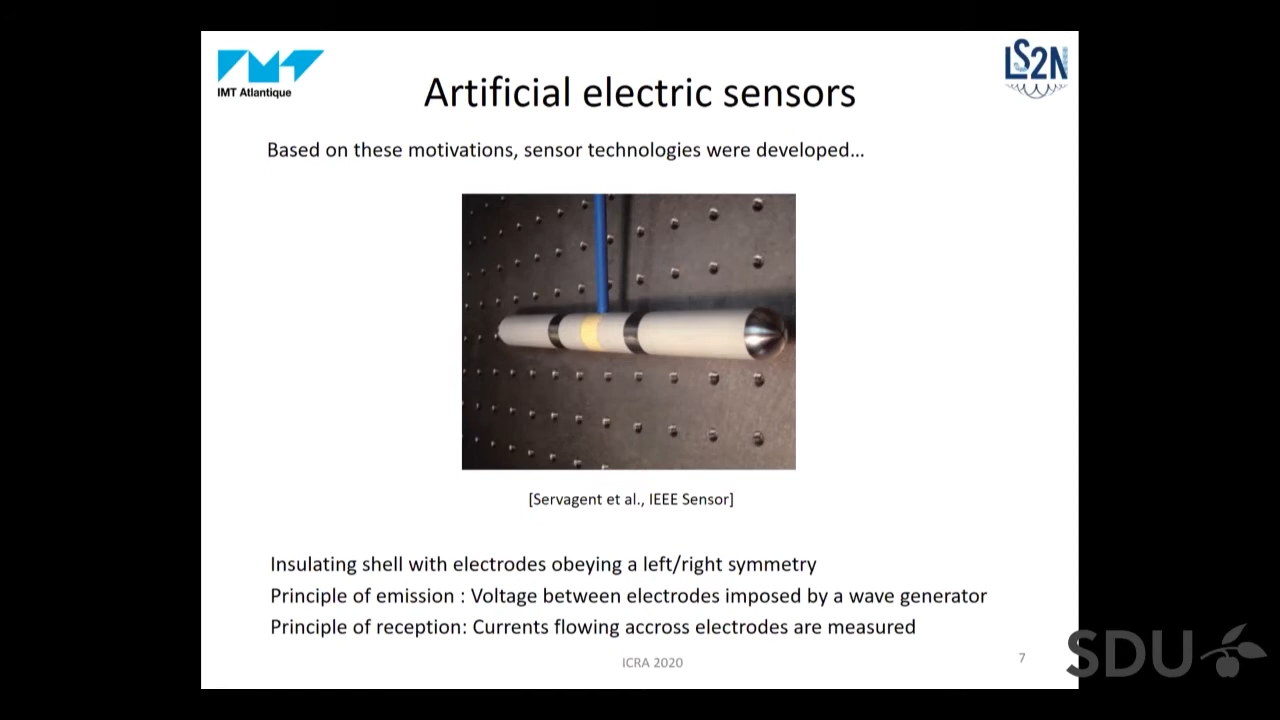 IMT Atlantique
LS2N
Artificial electric sensors
Based on these motivations, sensor technologies were developed...
[Servagent et al., IEEE Sensor]
Insulating shell with electrodes obeying a left/right symmetry
Principle of emission : Voltage between electrodes imposed by a wave generator
Principle of reception: Currents flowing accross electrodes are measured
ICRA 2020
7
SDU